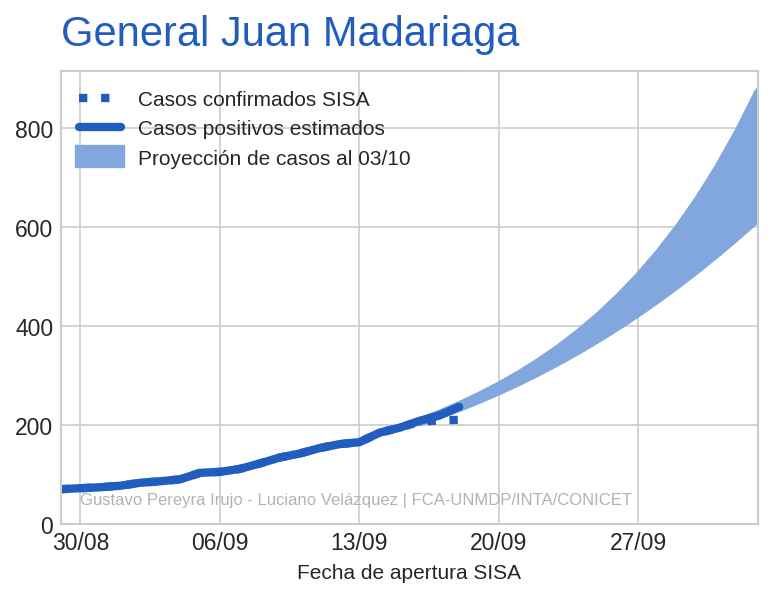 General Juan Madariaga
Casos confirmados SISA
Casos positivos estimados
Proyección de casos al 03/10
800
600
400
200
0
Gustavo Pereyra Irujo - Luciano Velázquez | FCA-UNMDP/INTA/CONICET
30/08 06/09 13/09 20/09 27/09
Fecha de apertura SISA